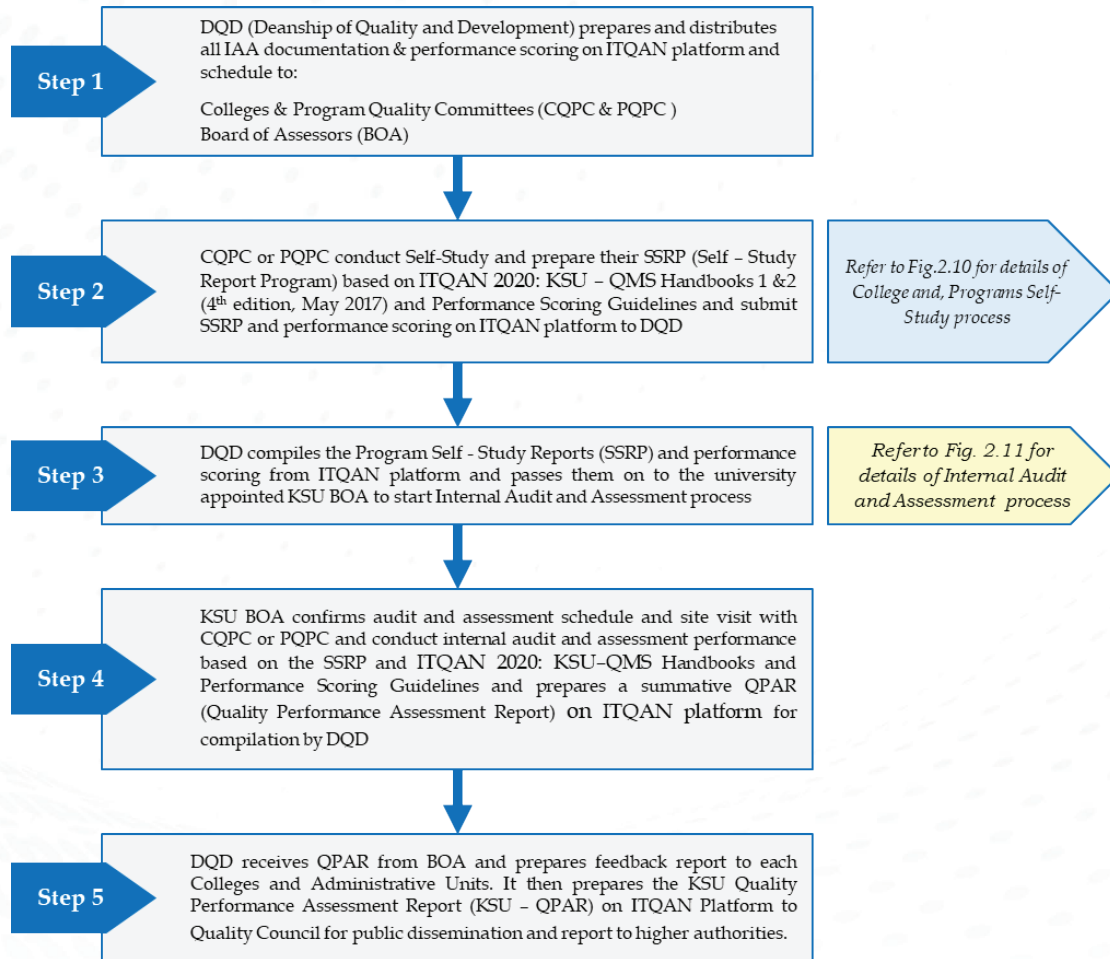 Step 1
DQD (Deanship of Quality and Development) prepares and distributes
all IAA documentation & performance scoring on ITQAN platform and
schedule to:
Colleges & Program Quality Committees (CQPC & PQPC )
Board of Assessors (BOA)
Step 2
CQPC or PQPC conduct Self-Study and prepare their SSRP (Self – Study
Report Program) based on ITQAN 2020: KSU – QMS Handbooks 1 &2
(4th edition, May 2017) and Performance Scoring Guidelines and submit
SSRP and performance scoring on ITQAN platform to DQD
Refer to Fig.2.10 for details of
College and, Programs Self-
Study process
Step 3
DQD compiles the Program Self - Study Reports (SSRP) and performance
scoring from ITQAN platform and passes them on to the university
appointed KSU BOA to start Internal Audit and Assessment process
Refer to Fig. 2.11 for
details of Internal Audit
and Assessment process
Step 4
KSU BOA confirms audit and assessment schedule and site visit with
CQPC or PQPC and conduct internal audit and assessment performance
based on the SSRP and ITQAN 2020: KSU–QMS Handbooks and
Performance Scoring Guidelines and prepares a summative QPAR
(Quality Performance Assessment Report) on ITQAN platform for
compilation by DQD
Step 5
DQD receives QPAR from BOA and prepares feedback report to each
Colleges and Administrative Units. It then prepares the KSU Quality
Performance Assessment Report (KSU – QPAR) on ITQAN Platform to
Quality Council for public dissemination and report to higher authorities.